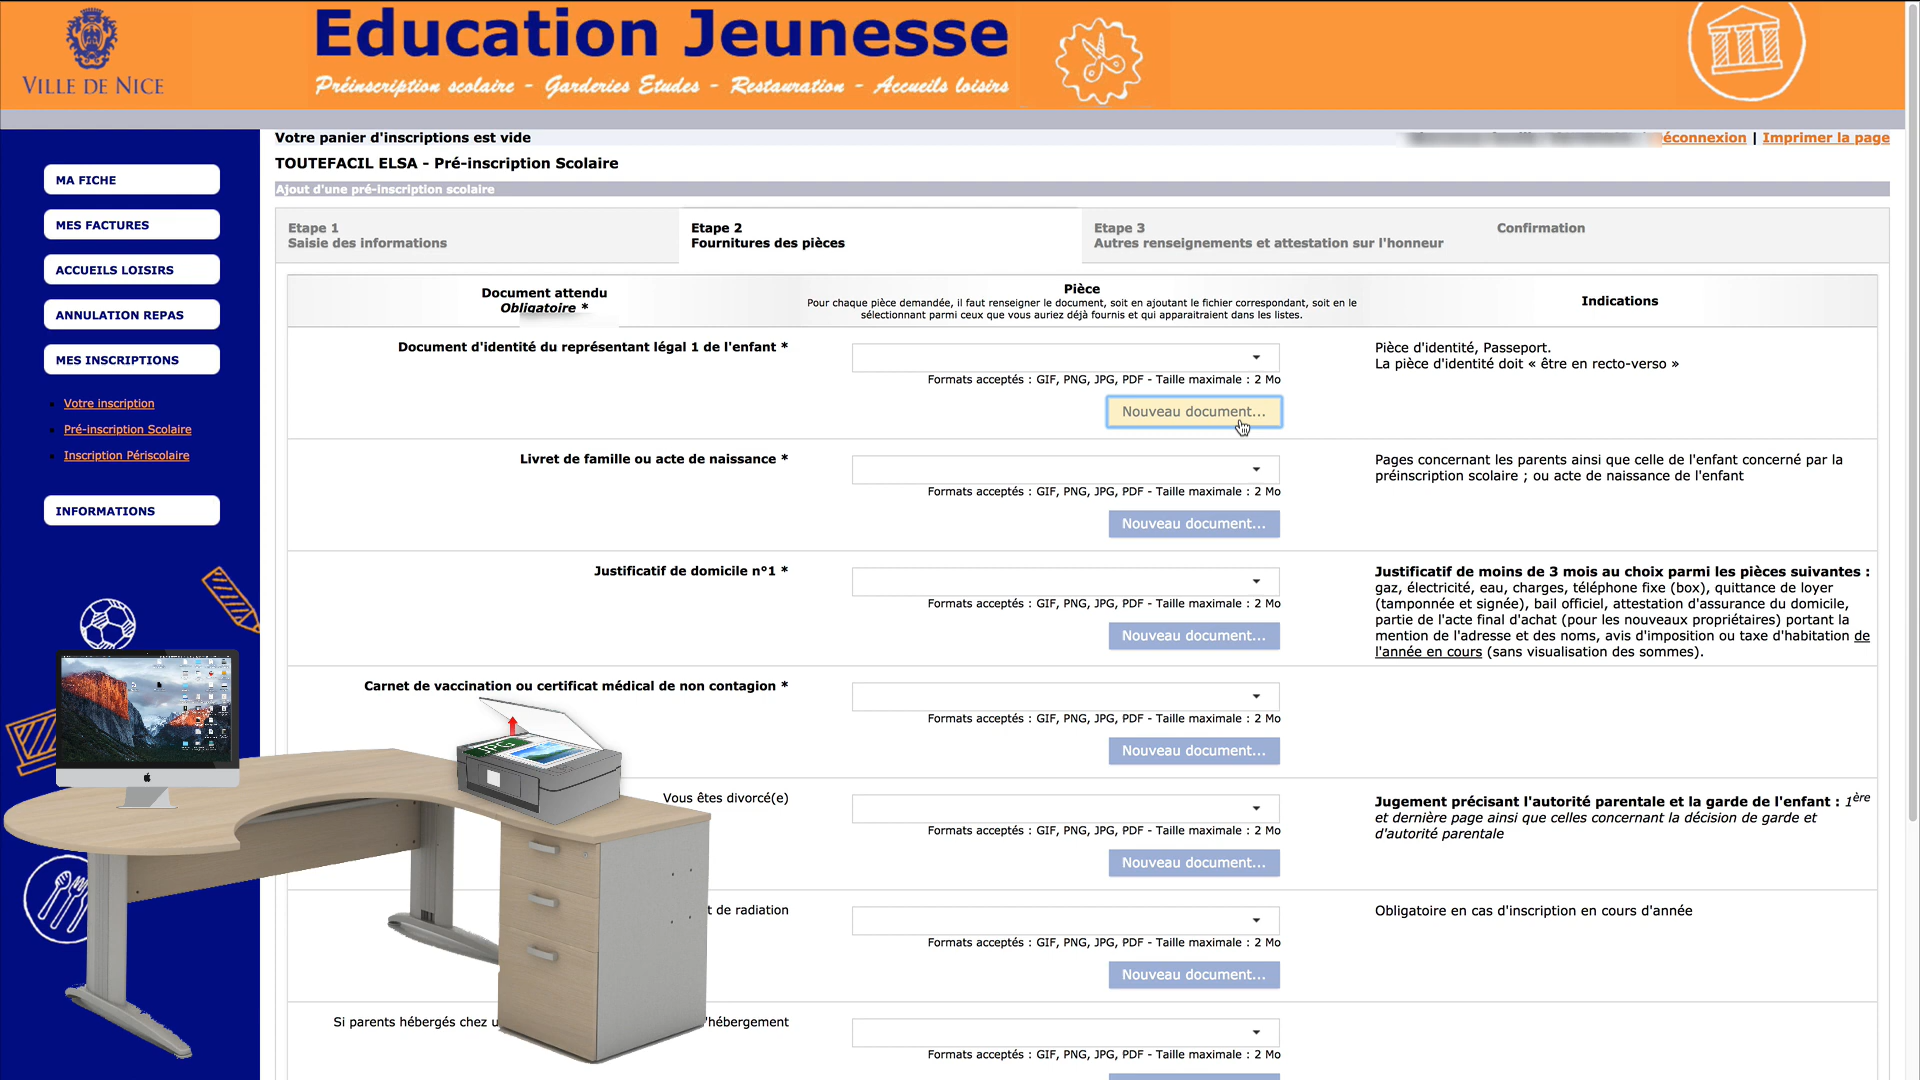 VILLE DE NICE
Education Jeunesse
Préinscription scolaire - Garderies Etudes - Restauration - Accueils loisirs
Votre panier d'inscriptions est vide
éconnexion | Imprimer la page
TOUTEFACIL ELSA - Pré-inscription Scolaire
Ajout d'une pré-inscription scolaire
MA FICHE
MES FACTURES
ACCUEILS LOISIRS
ANNULATION REPAS
MES INSCRIPTIONS
Votre inscription
Pré-inscription Scolaire
Inscription Périscolaire
INFORMATIONS
Etape 1
Saisie des informations
Etape 2
Fournitures des pièces
Etape 3
Autres renseignements et attestation sur l'honneur
Confirmation
Document attendu
Obligatoire *
Pièce
Pour chaque pièce demandée, il faut renseigner le document, soit en ajoutant le fichier correspondant, soit en le
sélectionnant parmi ceux que vous auriez déjà fournis et qui apparaitraient dans les listes.
Indications
Document d'identité du représentant légal 1 de l'enfant *
Formats acceptés : GIF, PNG, JPG, PDF - Taille maximale : 2 Mo
Nouveau document...
Pièce d'identité, Passeport.
La pièce d'identité doit « être en recto-verso »
Livret de famille ou acte de naissance *
Formats acceptés : GIF, PNG, JPG, PDF - Taille maximale : 2 Mo
Nouveau document...
Pages concernant les parents ainsi que celle de l'enfant concerné par la
préinscription scolaire ; ou acte de naissance de l'enfant
Justificatif de domicile n°1 *
Formats acceptés : GIF, PNG, JPG, PDF - Taille maximale : 2 Mo
Nouveau document...
Justificatif de moins de 3 mois au choix parmi les pièces suivantes :
gaz, électricité, eau, charges, téléphone fixe (box), quittance de loyer
(tamponnée et signée), bail officiel, attestation d'assurance du domicile,
partie de l'acte final d'achat (pour les nouveaux propriétaires) portant la
mention de l'adresse et des noms, avis d'imposition ou taxe d'habitation de
l'année en cours (sans visualisation des sommes).
Carnet de vaccination ou certificat médical de non contagion *
Formats acceptés : GIF, PNG, JPG, PDF - Taille maximale : 2 Mo
Nouveau document...
JPG
Vous êtes divorcé(e)
Formats acceptés : GIF, PNG, JPG, PDF - Taille maximale : 2 Mo
Nouveau document...
Jugement précisant l'autorité parentale et la garde de l'enfant : 1ère
et dernière page ainsi que celles concernant la décision de garde et
d'autorité parentale
t de radiation
Formats acceptés : GIF, PNG, JPG, PDF - Taille maximale : 2 Mo
Nouveau document...
Obligatoire en cas d'inscription en cours d'année
Si parents hébergés chez u 'hébergement
Formats acceptés : GIF, PNG, JPG, PDF - Taille maximale : 2 Mo